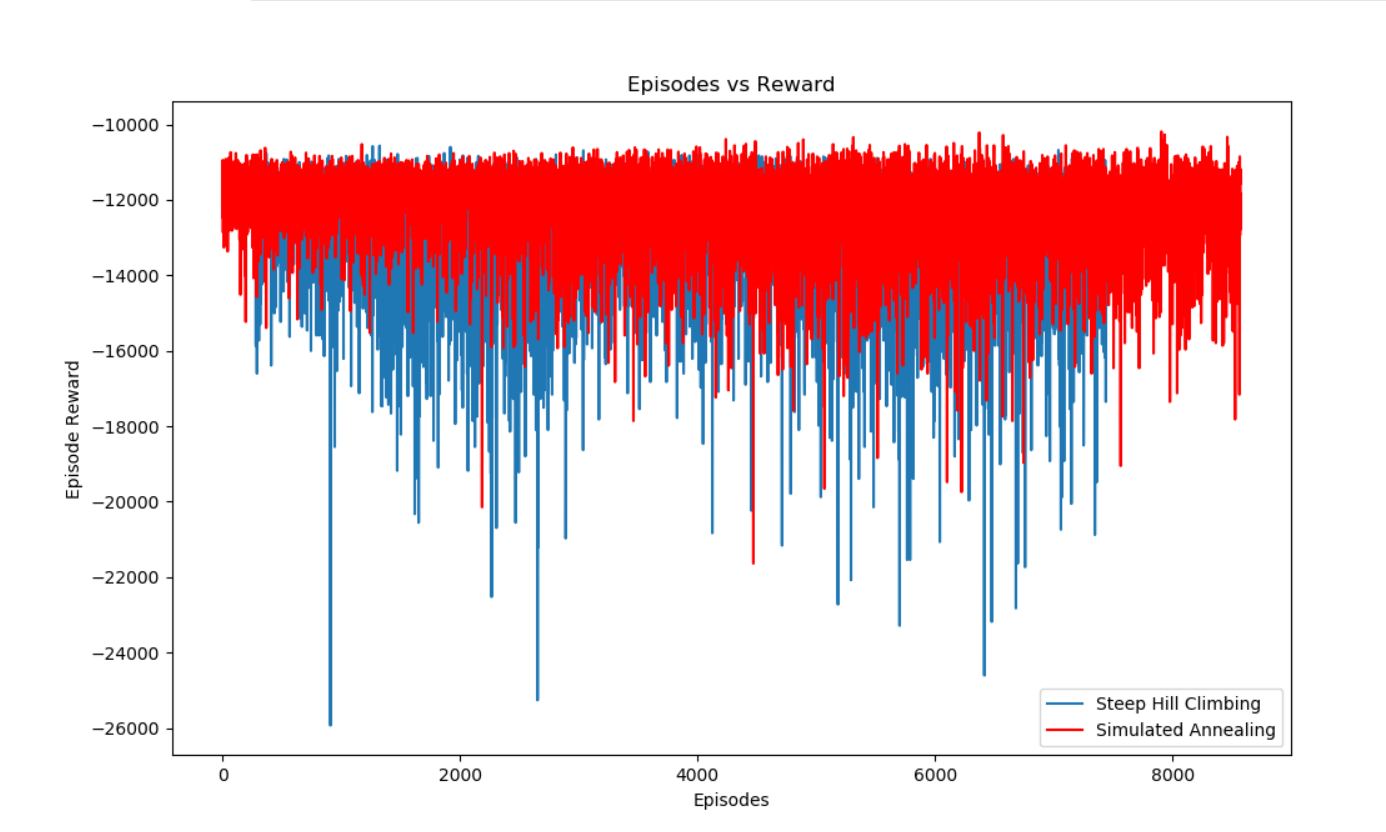 Episodes vs Reward
−10000
−12000
−14000
−16000
−18000
−20000
−22000
−24000
−26000
Episode Reward
0
2000
4000
6000
8000
Episodes
Steep Hill Climbing
Simulated Annealing